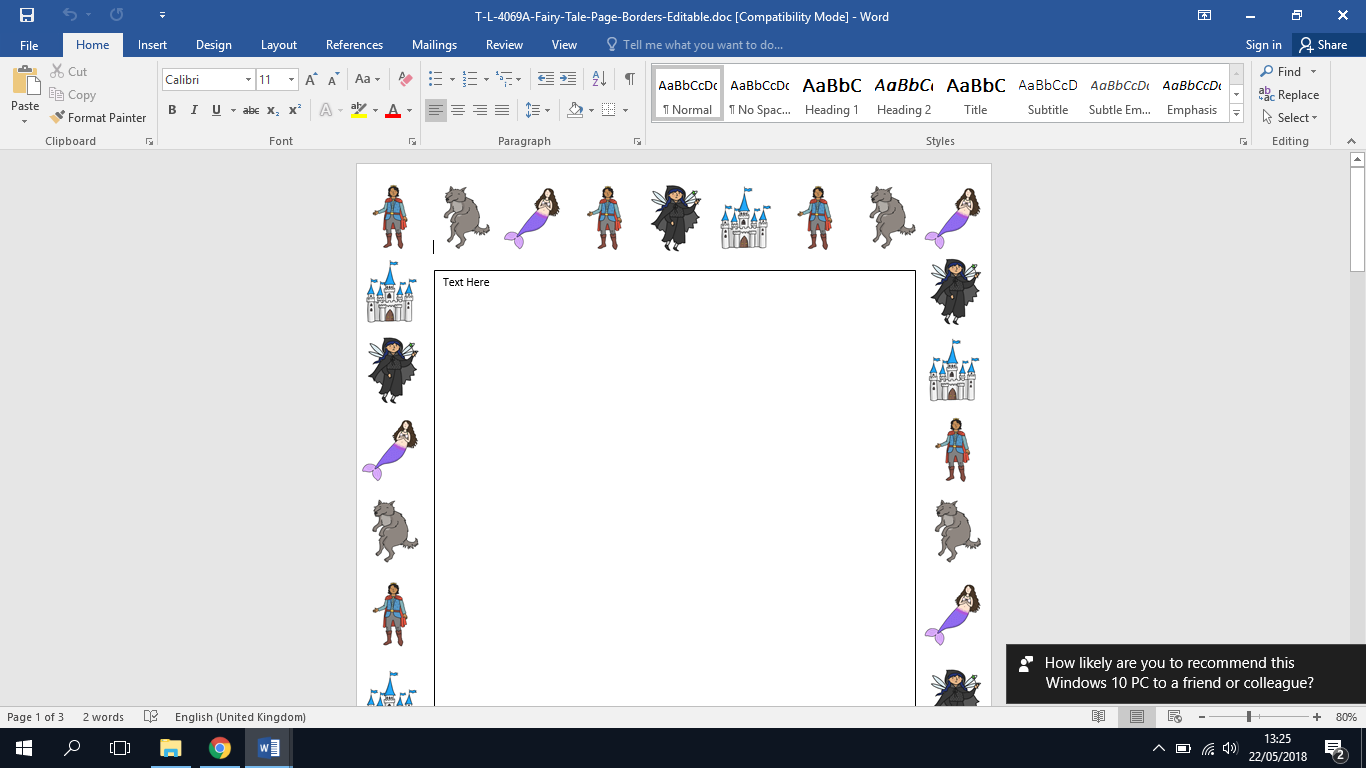 T-L-4069A-Fairy-Tale-Page-Borders-Editable.doc [Compatibility Mode] - Word
File Home Insert Design Layout References Mailings Review View Tell me what you want to do... Sign in Share
Paste
Cut
Copy
Format Painter
Clipboard
Calibri 11 A A Aa A
B I U abc x₂ x² A ab A
Font
A Z ¶
Paragraph
AaBbCcDc AaBbCcDc AaBbC AaBbCc AaBbC AaBbCcD AaBbCcDc AaBbCcDc
¶ Normal ¶ No Spac... Heading 1 Heading 2 Title Subtitle Subtle Em... Emphasis
Styles
Find
Replace
Select
Editing
Text Here
How likely are you to recommend this
Windows 10 PC to a friend or colleague?
Page 1 of 3 2 words English (United Kingdom) 80%
13:25
22/05/2018
2